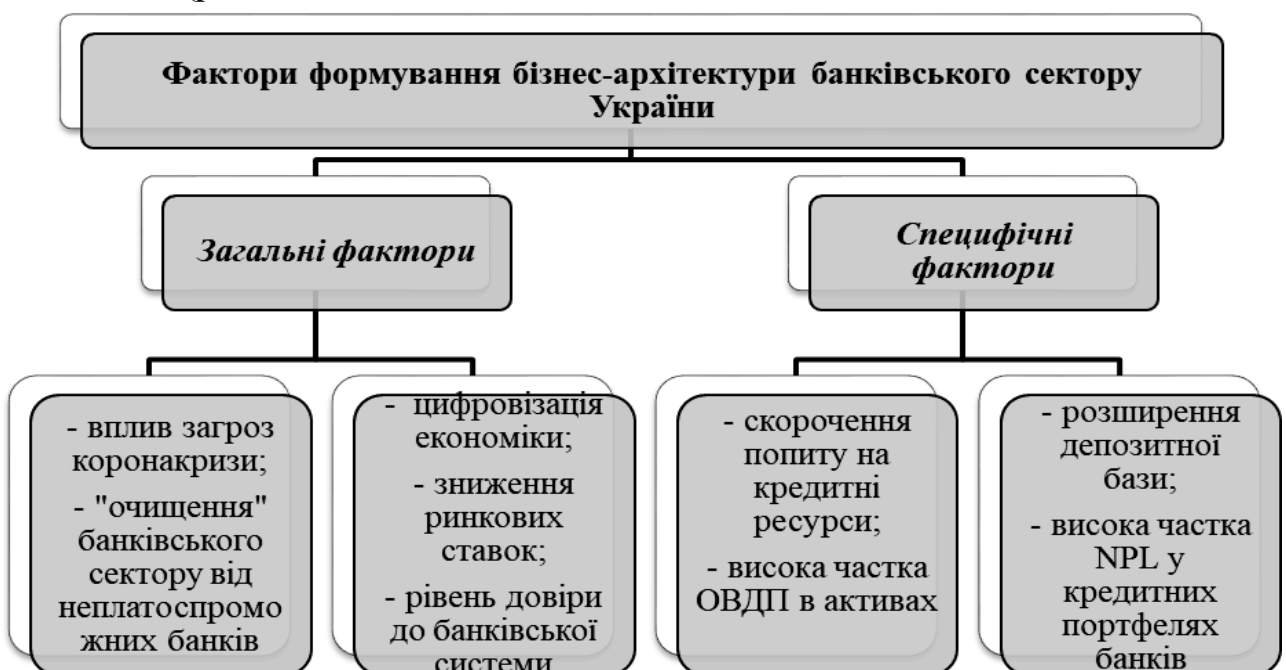 Фактори формування бізнес-архітектури банківського сектору
України
Загальні фактори
Специфічні
фактори
- вплив загроз
коронакризи;
- "очищення"
банківського
сектору від
неплатоспромо
жних банків
- цифровізація
економіки;
- зниження
ринкових
ставок;
- рівень довіри
до банківської
системи
- скорочення
попиту на
кредитні
ресурси;
- висока частка
ОВДП в активах
- розширення
депозитної
бази;
- висока частка
NPL у
кредитних
портфелях
банків